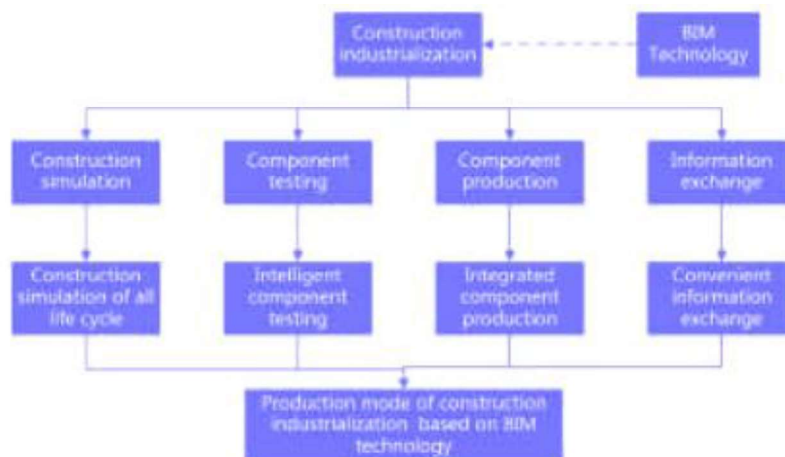 Construction
industrialization
BIM
Technology
Construction
simulation
Component
testing
Component
production
Information
exchange
Construction
simulation of all
life cycle
Intelligent
component
testing
Integrated
component
production
Convenient
information
exchange
Production mode of construction
industrialization based on BIM
technology